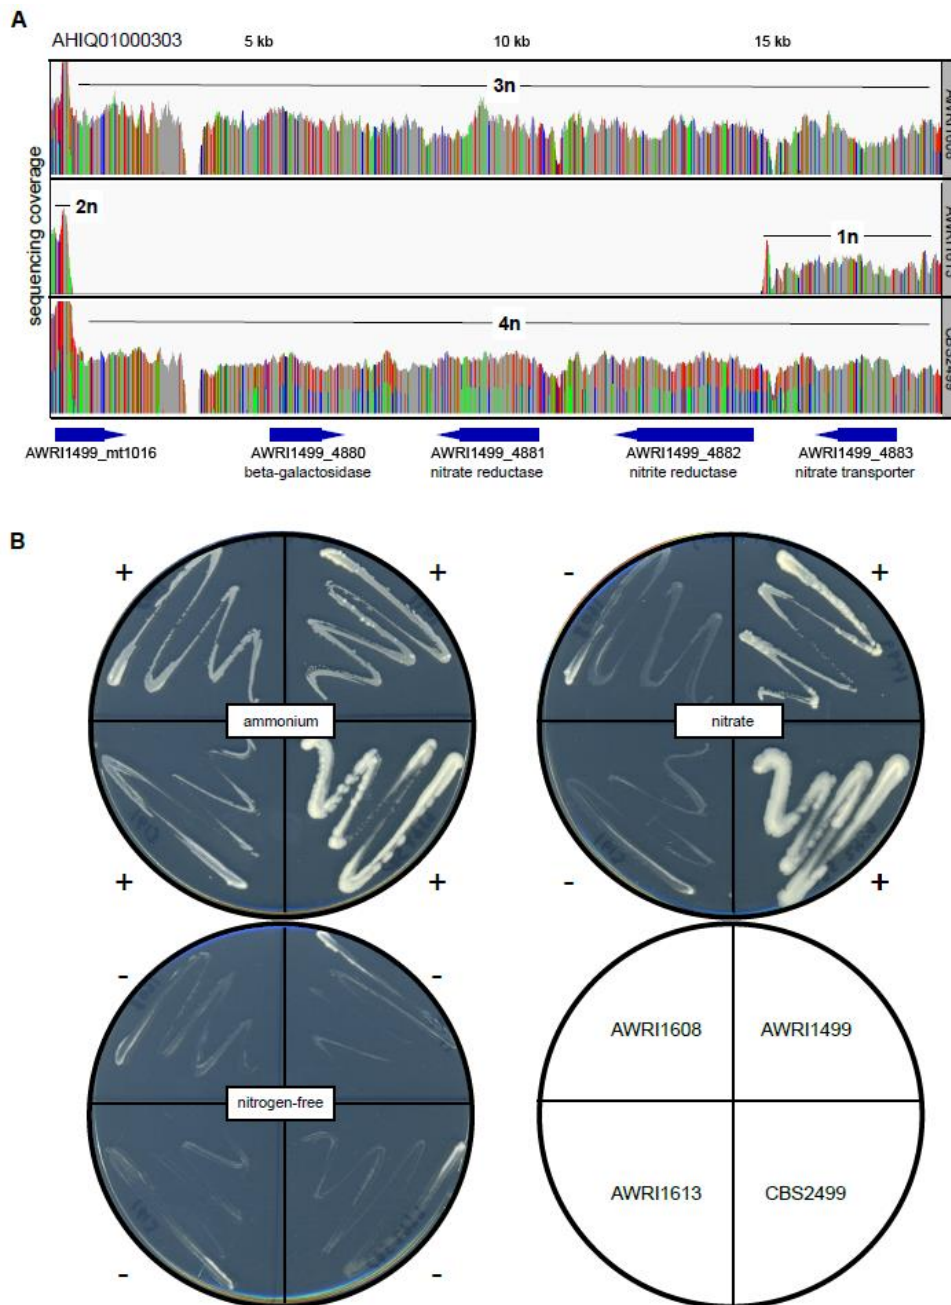 A
AHIQ01000303 5 kb 10 kb 15 kb
sequencing coverage
3n
2n
1n
4n
AWRI1499_mt1016 AWRI1499_4880 AWRI1499_4881 AWRI1499_4882 AWRI1499_4883
beta-galactosidase nitrate reductase nitrite reductase nitrate transporter
B
+ + - +
ammonium nitrate
+ + - +
- -
AWRI1608 AWRI1499
nitrogen-free
AWRI1613 CBS2499
- -